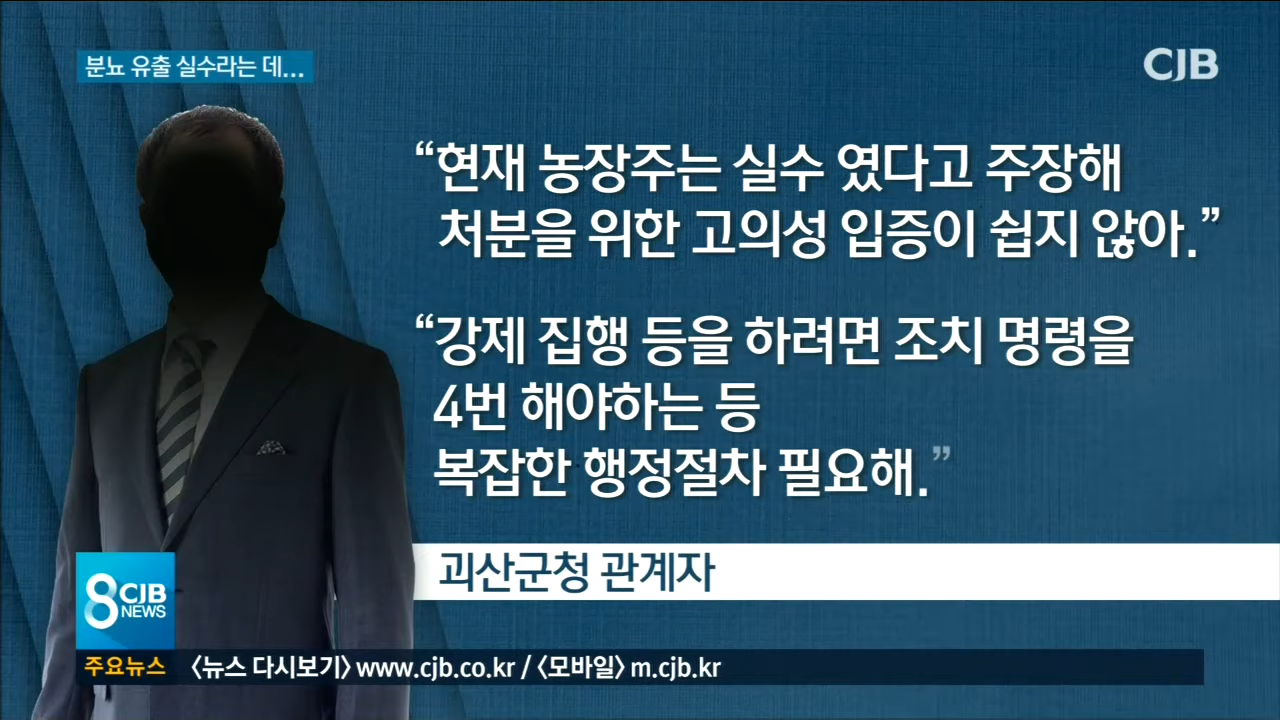 분뇨 유출 실수라는 데...
CJB
“현재 농장주는 실수 였다고 주장해
처분을 위한 고의성 입증이 쉽지 않아.”
“강제 집행 등을 하려면 조치 명령을
4번 해야하는 등
복잡한 행정절차 필요해.”
괴산군청 관계자
8 CJB
NEWS
주요뉴스 〈뉴스 다시보기〉 www.cjb.co.kr / 〈모바일〉 m.cjb.kr